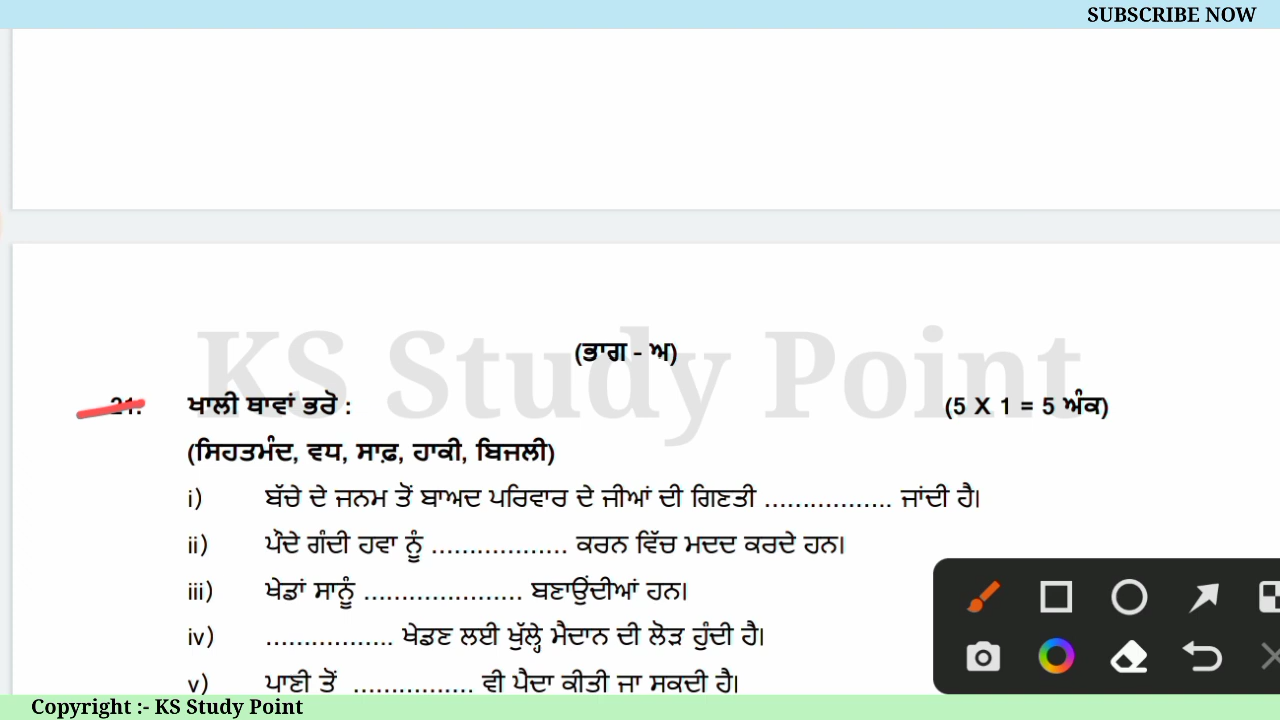 SUBSCRIBE NOW
KS Study Point
(ਭਾਗ - ਅ)
21. ਖਾਲੀ ਥਾਵਾਂ ਭਰੋ : (5 X 1 = 5 ਅੰਕ)
(ਸਿਹਤਮੰਦ, ਵਧ, ਸਾਫ਼, ਹਾਕੀ, ਬਿਜਲੀ)
i) ਬੱਚੇ ਦੇ ਜਨਮ ਤੋਂ ਬਾਅਦ ਪਰਿਵਾਰ ਦੇ ਜੀਆਂ ਦੀ ਗਿਣਤੀ ................. ਜਾਂਦੀ ਹੈ।
ii) ਪੌਦੇ ਗੰਦੀ ਹਵਾ ਨੂੰ .................. ਕਰਨ ਵਿੱਚ ਮਦਦ ਕਰਦੇ ਹਨ।
iii) ਖੇਡਾਂ ਸਾਨੂੰ ..................... ਬਣਾਉਂਦੀਆਂ ਹਨ।
iv) ................. ਖੇਡਣ ਲਈ ਖੁੱਲ੍ਹੇ ਮੈਦਾਨ ਦੀ ਲੋੜ ਹੁੰਦੀ ਹੈ।
v) ਪਾਣੀ ਤੋਂ ................ ਵੀ ਪੈਦਾ ਕੀਤੀ ਜਾ ਸਕਦੀ ਹੈ।
Copyright :- KS Study Point